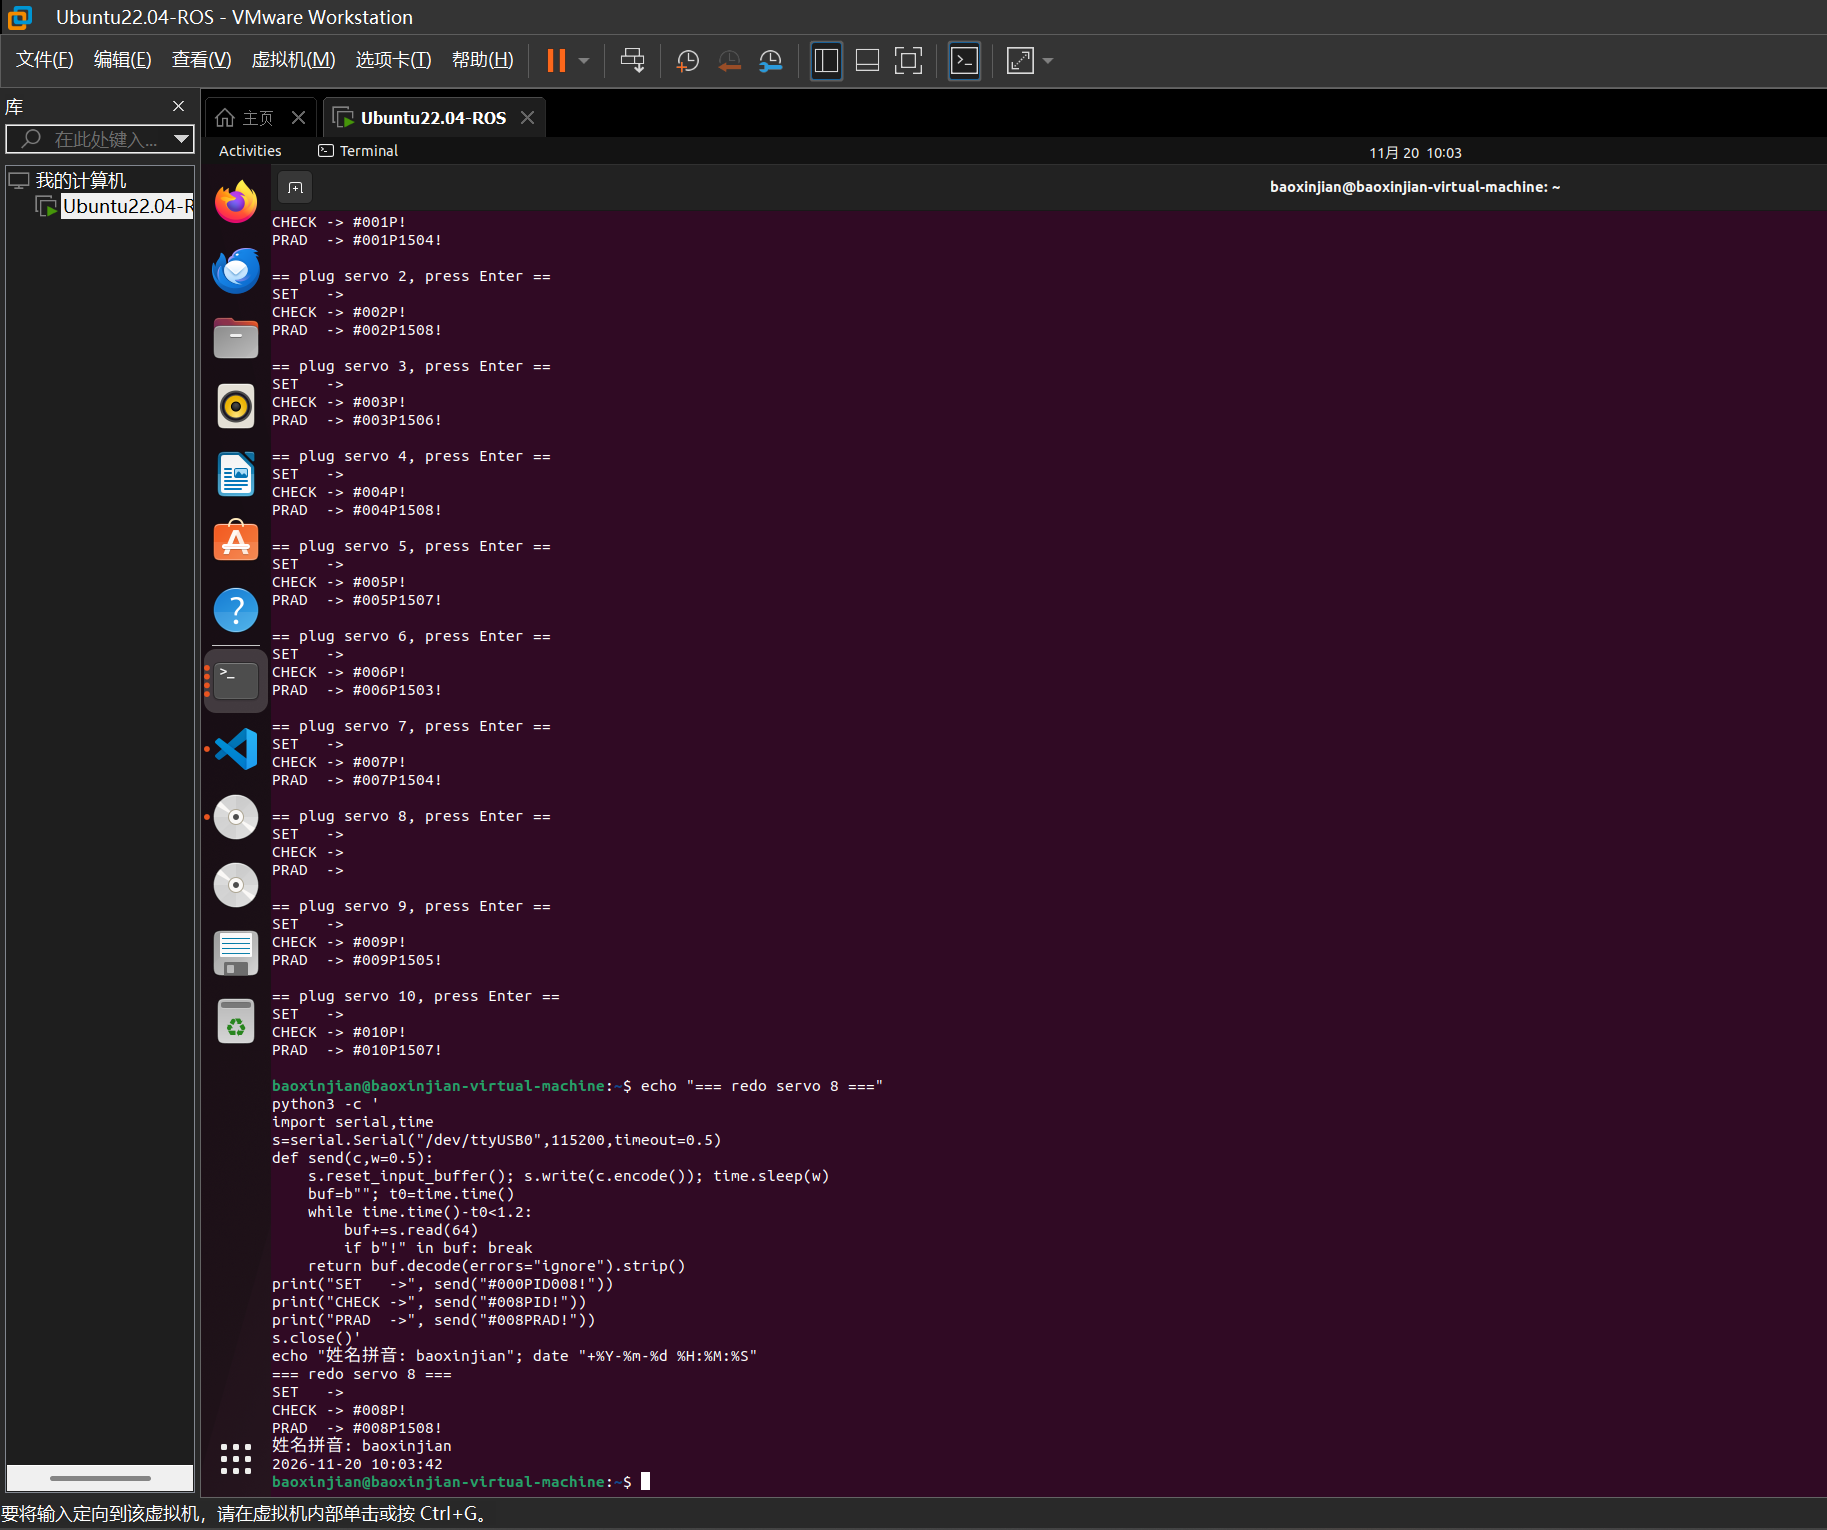 Ubuntu22.04-ROS - VMware Workstation
文件(F) 编辑(E) 查看(V) 虚拟机(M) 选项卡(T) 帮助(H)
库
在此处键入...
我的计算机
Ubuntu22.04-R
主页
Ubuntu22.04-ROS
Activities
Terminal
11月 20 10:03
baoxinjian@baoxinjian-virtual-machine: ~
CHECK -> #001P!
PRAD  -> #001P1504!
== plug servo 2, press Enter ==
SET   ->
CHECK -> #002P!
PRAD  -> #002P1508!
== plug servo 3, press Enter ==
SET   ->
CHECK -> #003P!
PRAD  -> #003P1506!
== plug servo 4, press Enter ==
SET   ->
CHECK -> #004P!
PRAD  -> #004P1508!
== plug servo 5, press Enter ==
SET   ->
CHECK -> #005P!
PRAD  -> #005P1507!
== plug servo 6, press Enter ==
SET   ->
CHECK -> #006P!
PRAD  -> #006P1503!
== plug servo 7, press Enter ==
SET   ->
CHECK -> #007P!
PRAD  -> #007P1504!
== plug servo 8, press Enter ==
SET   ->
CHECK ->
PRAD  ->
== plug servo 9, press Enter ==
SET   ->
CHECK -> #009P!
PRAD  -> #009P1505!
== plug servo 10, press Enter ==
SET   ->
CHECK -> #010P!
PRAD  -> #010P1507!
baoxinjian@baoxinjian-virtual-machine:~$ echo "=== redo servo 8 ==="
python3 -c '
import serial,time
s=serial.Serial("/dev/ttyUSB0",115200,timeout=0.5)
def send(c,w=0.5):
    s.reset_input_buffer(); s.write(c.encode()); time.sleep(w)
    buf=b""; t0=time.time()
    while time.time()-t0<1.2:
        buf+=s.read(64)
        if b"!" in buf: break
    return buf.decode(errors="ignore").strip()
print("SET   ->", send("#000PID008!"))
print("CHECK ->", send("#008PID!"))
print("PRAD  ->", send("#008PRAD!"))
s.close()'
echo "姓名拼音: baoxinjian"; date "+%Y-%m-%d %H:%M:%S"
=== redo servo 8 ===
SET   ->
CHECK -> #008P!
PRAD  -> #008P1508!
姓名拼音: baoxinjian
2026-11-20 10:03:42
baoxinjian@baoxinjian-virtual-machine:~$
要将输入定向到该虚拟机，请在虚拟机内部单击或按 Ctrl+G。